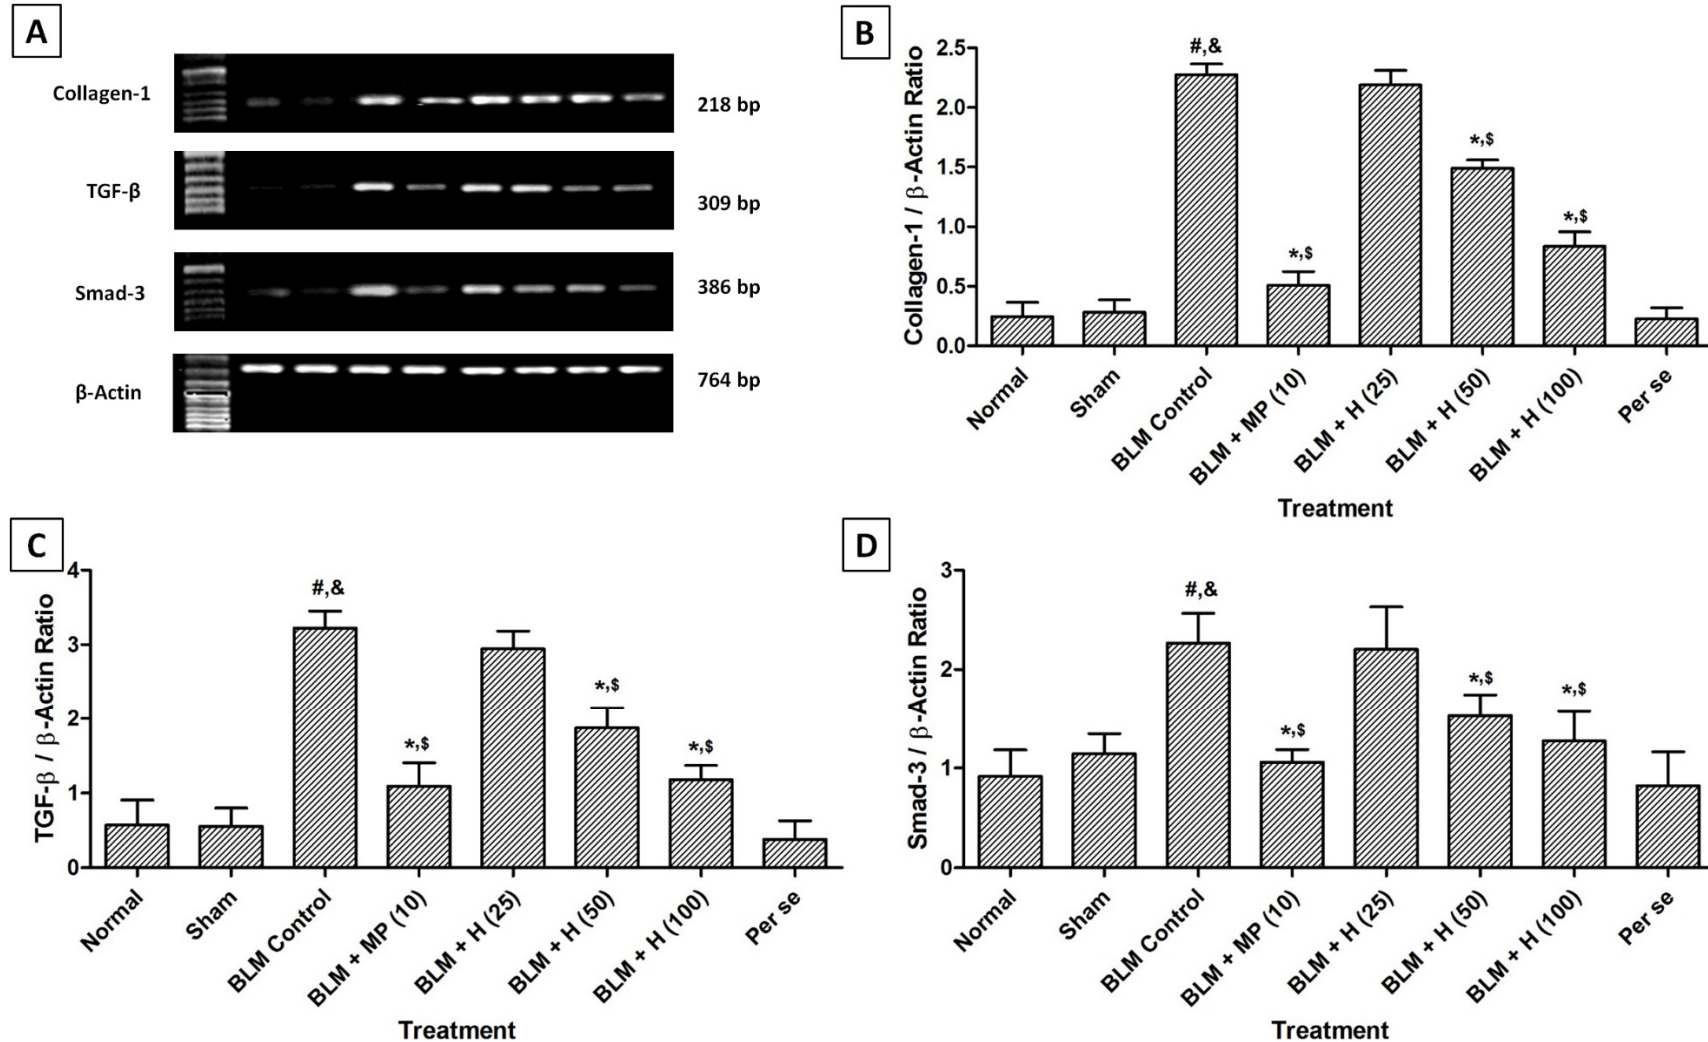 A
Collagen-1
218 bp
TGF-β
309 bp
Smad-3
386 bp
β-Actin
764 bp
B
Collagen-1 / β-Actin Ratio
2.5
2.0
1.5
1.0
0.5
0.0
#,&
*,$
*,$
*,$
Normal
Sham
BLM Control
BLM + MP (10)
BLM + H (25)
BLM + H (50)
BLM + H (100)
Per se
Treatment
C
TGF-β / β-Actin Ratio
4
3
2
1
0
#,&
*,$
*,$
*,$
Normal
Sham
BLM Control
BLM + MP (10)
BLM + H (25)
BLM + H (50)
BLM + H (100)
Per se
Treatment
D
Smad-3 / β-Actin Ratio
3
2
1
0
#,&
*,$
*,$
*,$
Normal
Sham
BLM Control
BLM + MP (10)
BLM + H (25)
BLM + H (50)
BLM + H (100)
Per se
Treatment